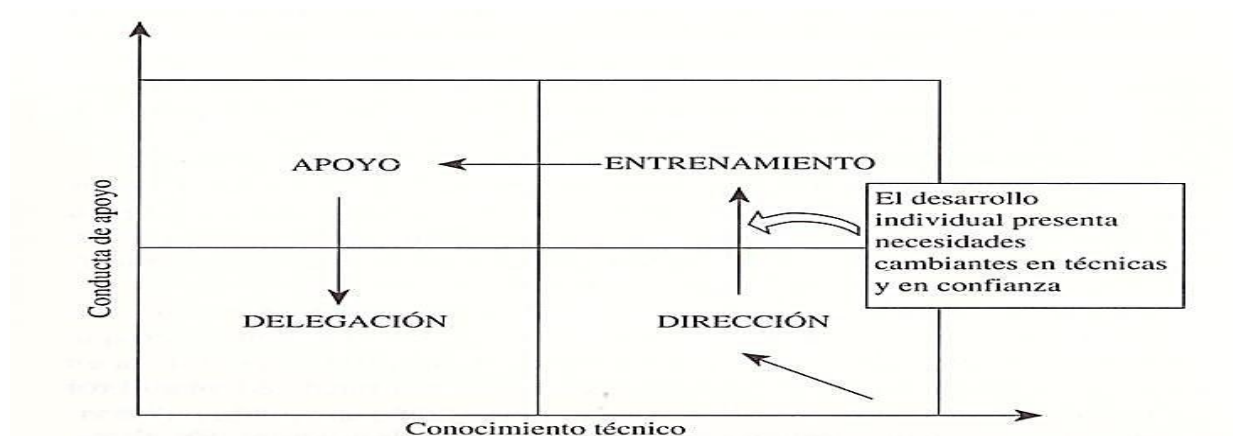 APOYO
ENTRENAMIENTO
El desarrollo
individual presenta
necesidades
cambiantes en técnicas
y en confianza
Conducta de apoyo
DELEGACIÓN
DIRECCIÓN
Conocimiento técnico